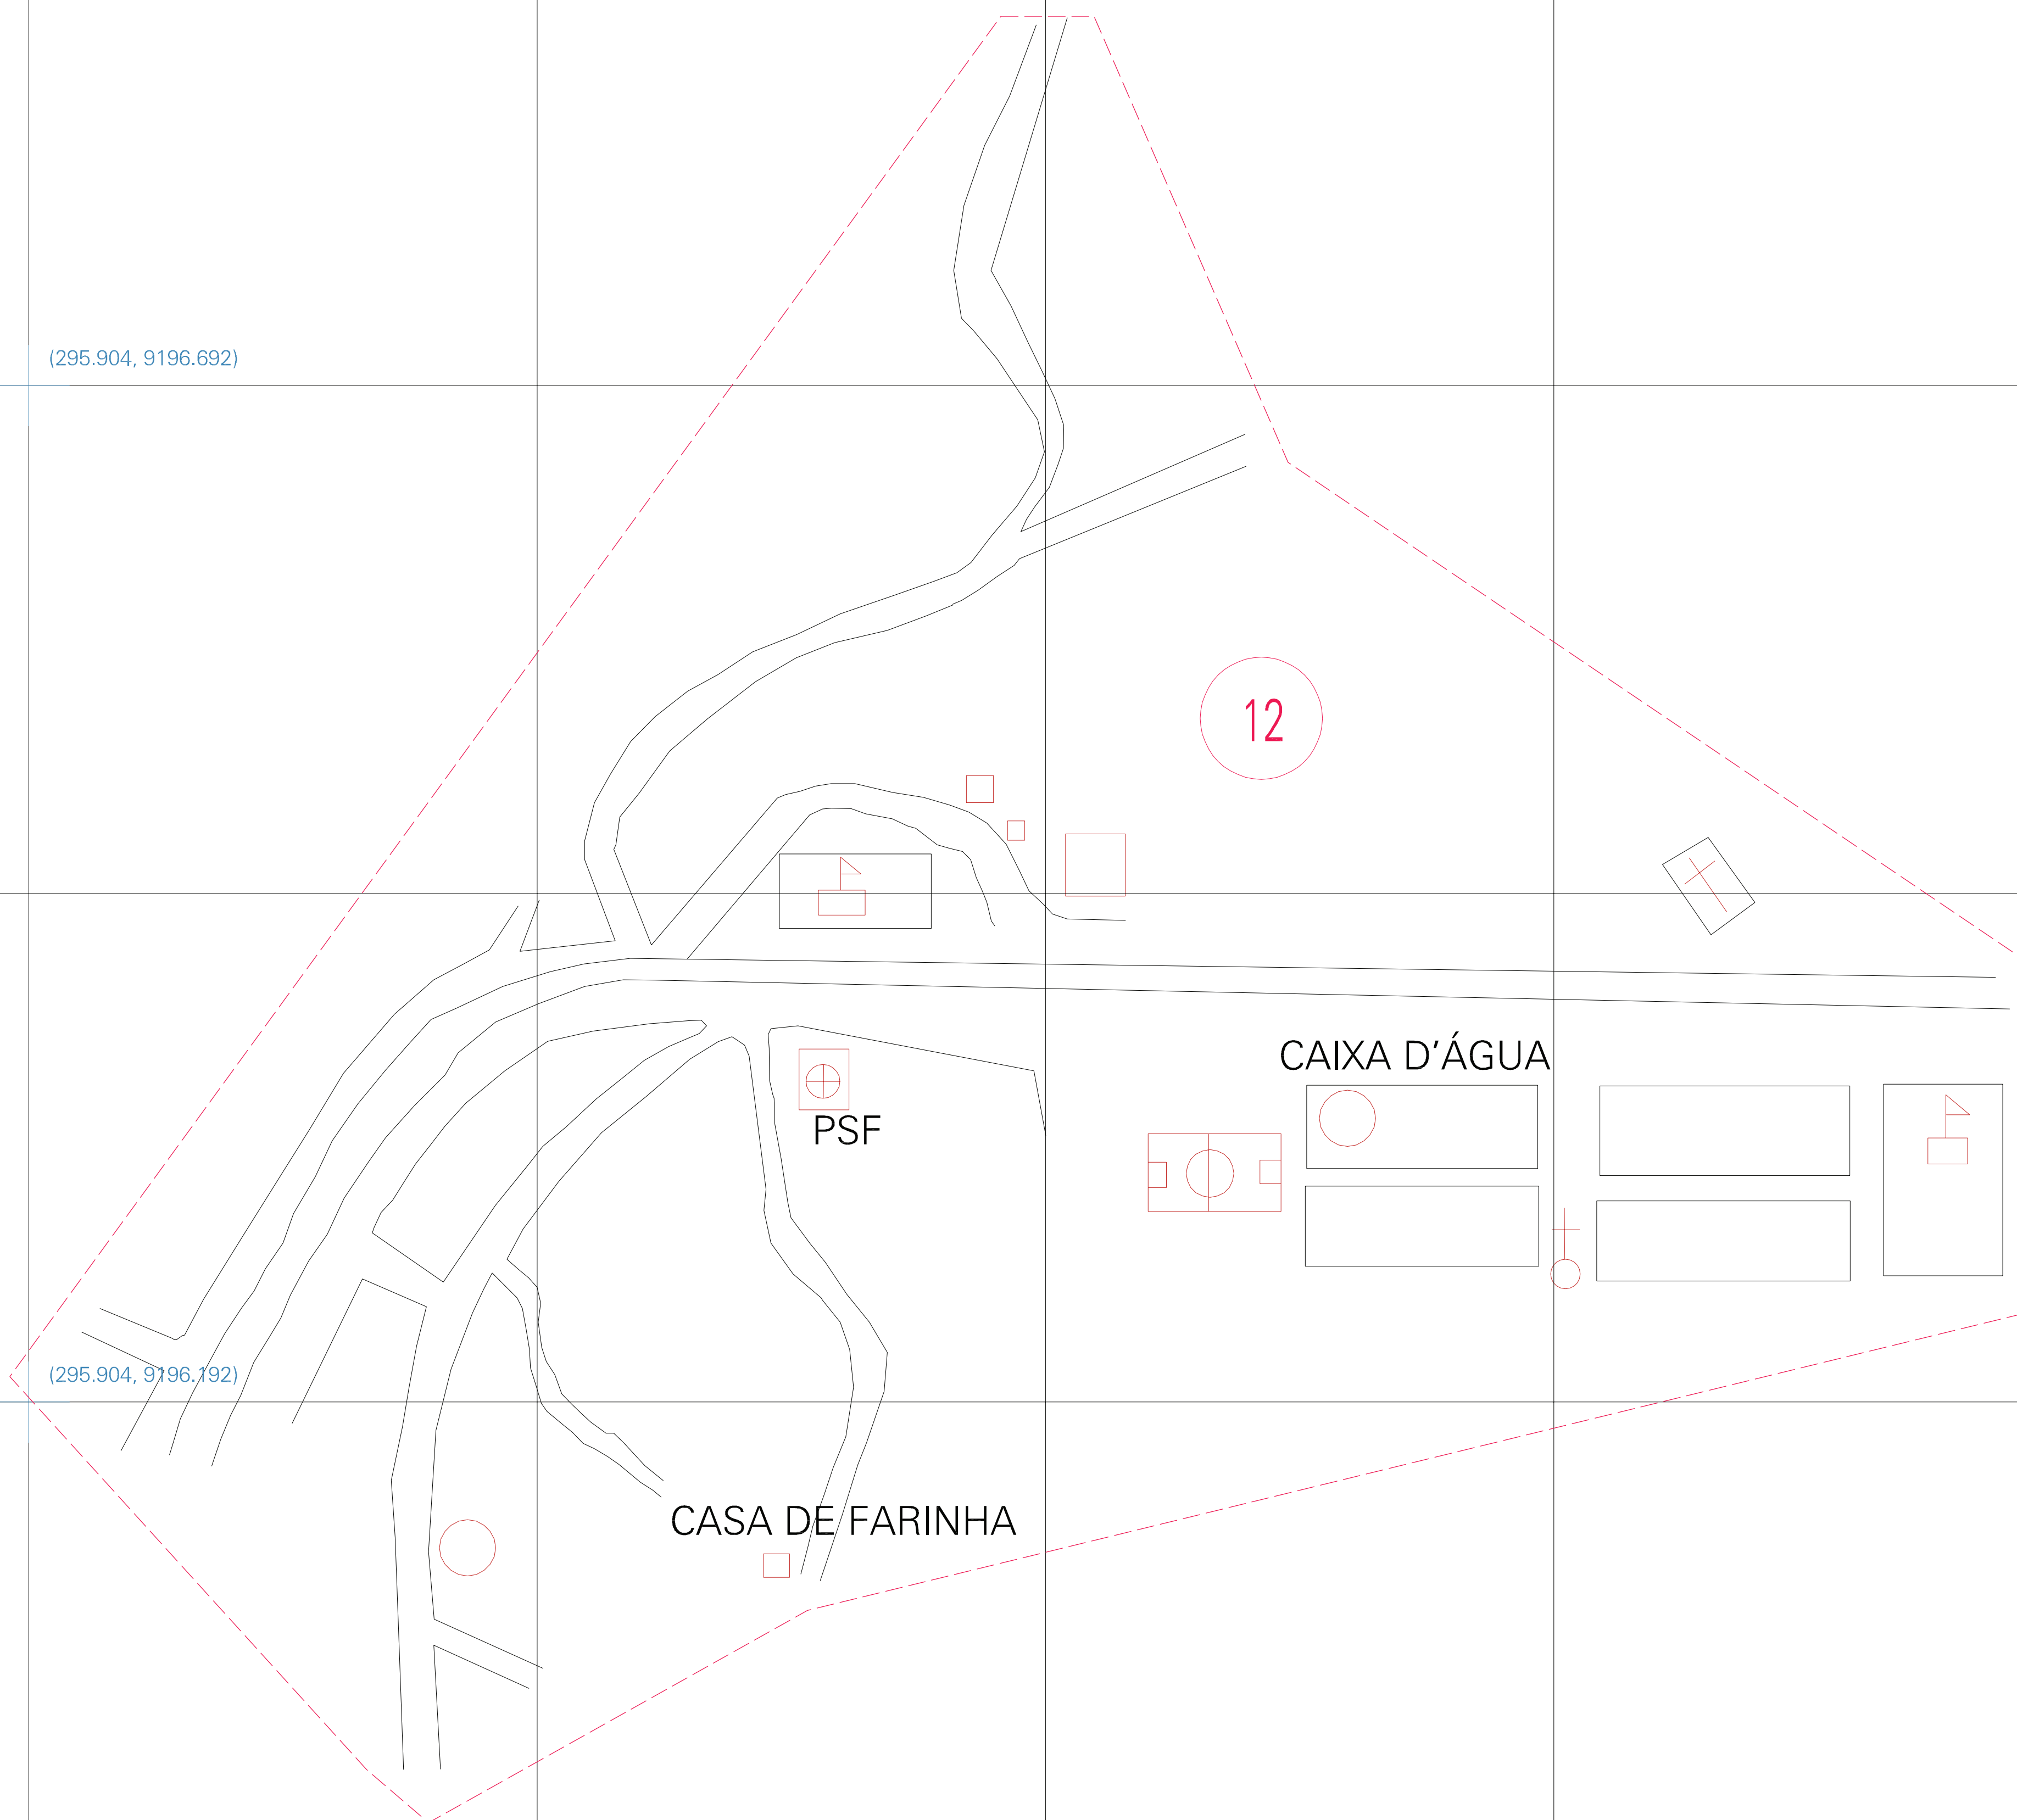 (295.904, 9196.692)
12
CAIXA D'ÁGUA
PSF
(295.904, 9196.192)
CASA DE FARINHA